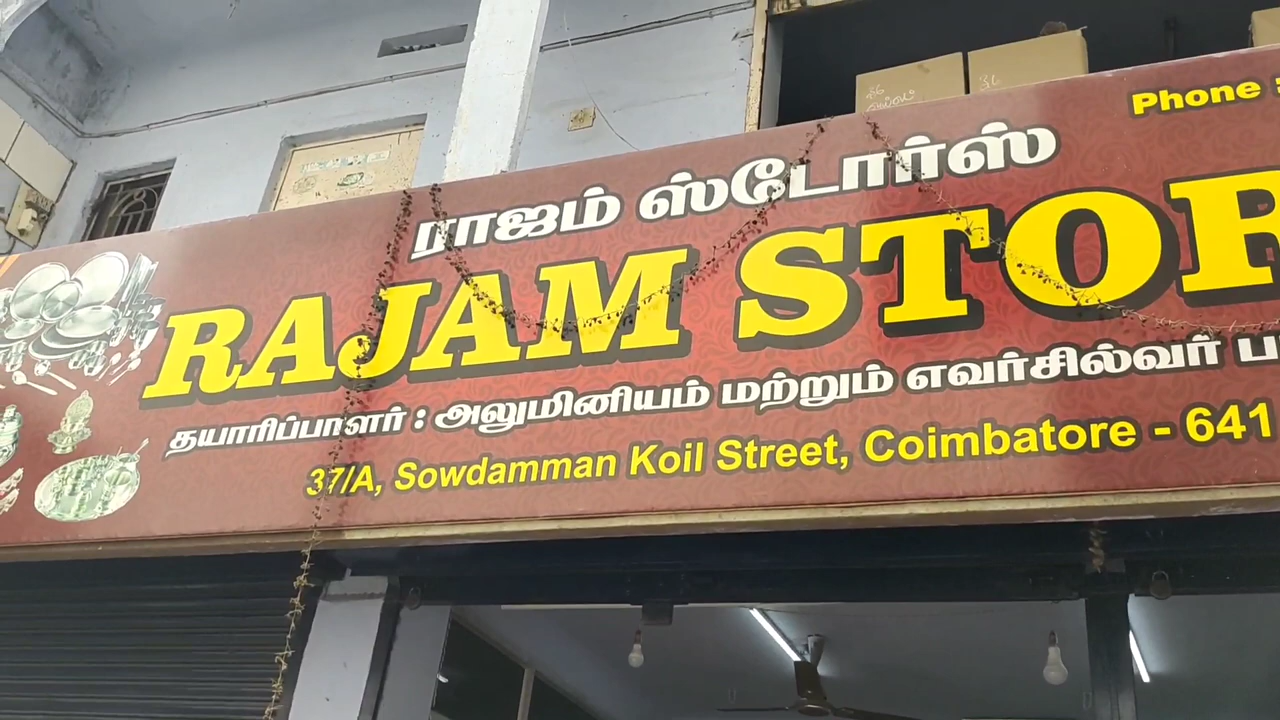 Phone :
ராஜம் ஸ்டோர்ஸ்
RAJAM STOR
தயாரிப்பாளர் : அலுமினியம் மற்றும் எவர்சில்வர் ப
37/A, Sowdamman Koil Street, Coimbatore - 641